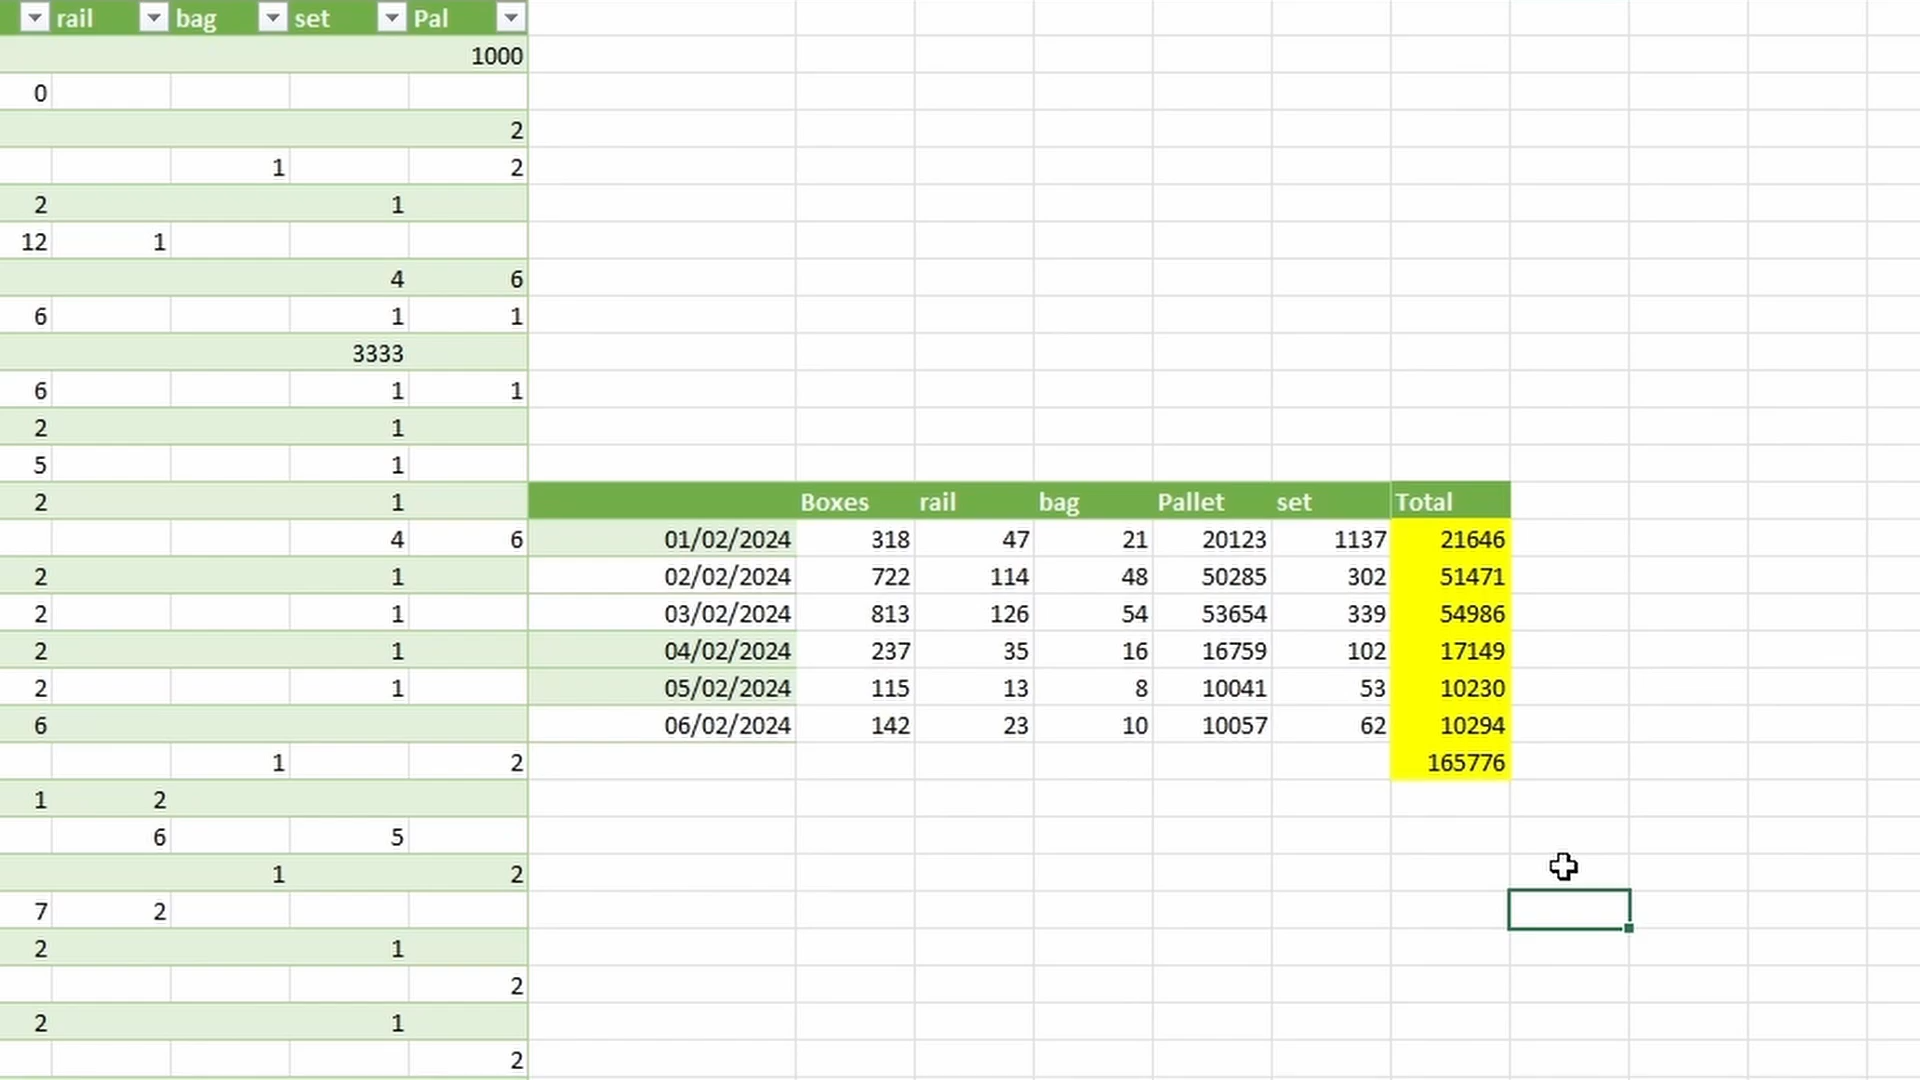 rail bag set Pal
1000
0
2
1 2
2 1
12 1
4 6
6 1 1
3333
6 1 1
2 1
5 1
2 1 Boxes rail bag Pallet set Total
4 6 01/02/2024 318 47 21 20123 1137 21646
2 1 02/02/2024 722 114 48 50285 302 51471
2 1 03/02/2024 813 126 54 53654 339 54986
2 1 04/02/2024 237 35 16 16759 102 17149
2 1 05/02/2024 115 13 8 10041 53 10230
6 06/02/2024 142 23 10 10057 62 10294
1 2 165776
1 2
6 5
1 2
7 2
2 1
2
2 1
2